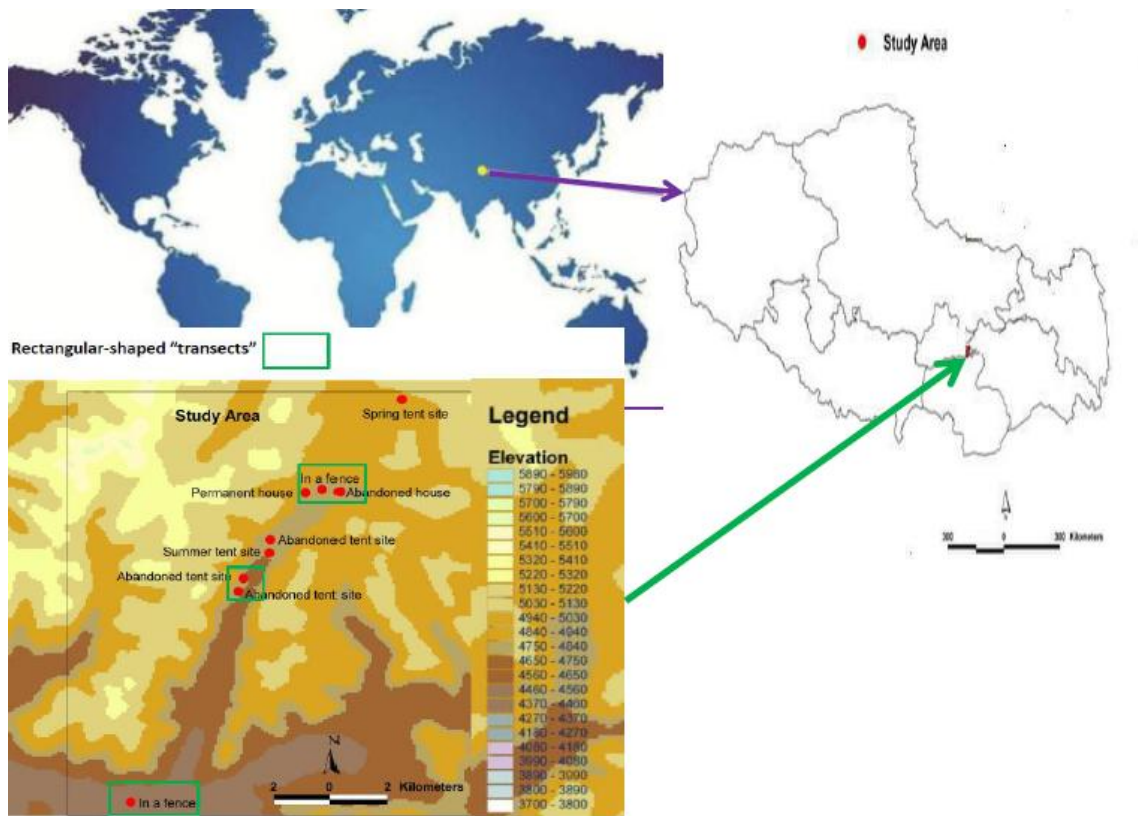 Study Area
Rectangular-shaped “transects”
Study Area
Spring tent site
In a fence
Permanent house
Abandoned house
Abandoned tent site
Summer tent site
Abandoned tent site
Abandoned tent site
In a fence
N
2 0 2 Kilometers
Legend
Elevation
5890 - 5980
5790 - 5890
5700 - 5790
5600 - 5700
5510 - 5600
5410 - 5510
5320 - 5410
5220 - 5320
5130 - 5220
5030 - 5130
4940 - 5030
4840 - 4940
4750 - 4840
4650 - 4750
4560 - 4650
4460 - 4560
4370 - 4460
4270 - 4370
4180 - 4270
4080 - 4180
3990 - 4080
3890 - 3990
3800 - 3890
3700 - 3800
300 0 300 Kilometers